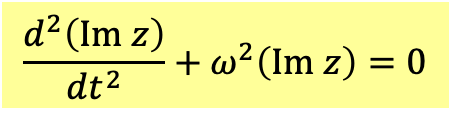 d²(Im z)/dt² + ω²(Im z) = 0